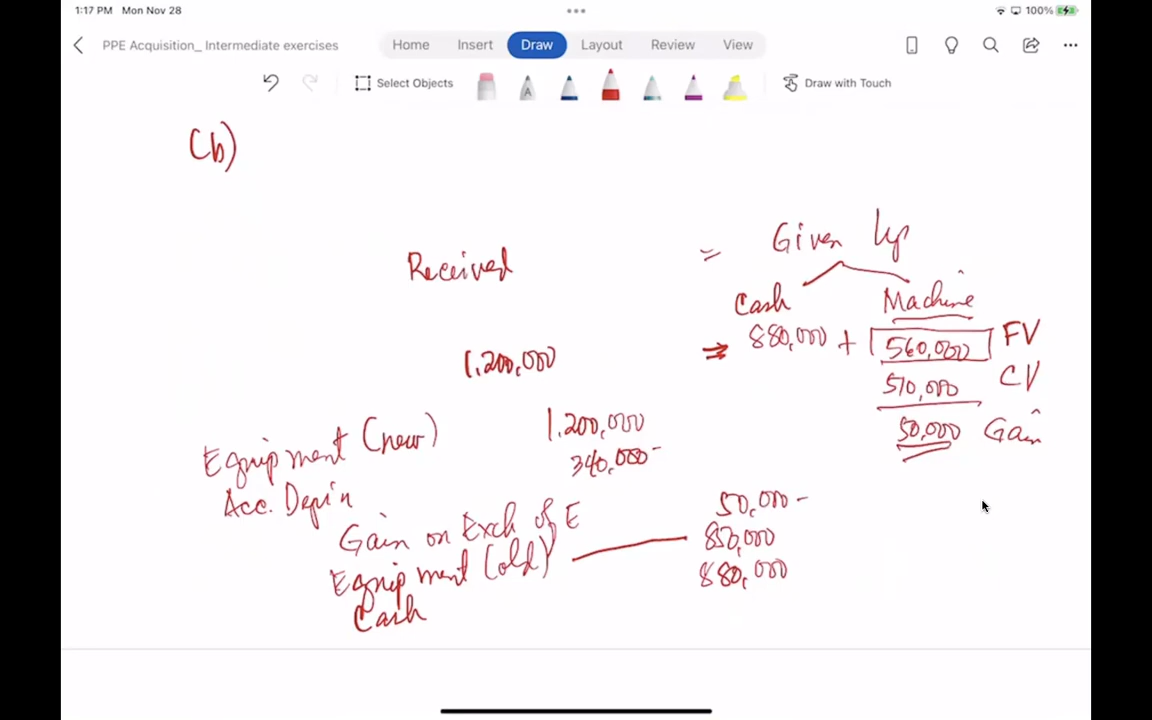 1:17 PM Mon Nov 28
100%
PPE Acquisition_ Intermediate exercises
Home Insert Draw Layout Review View
Select Objects
A
Draw with Touch
(b)
Received = Given Up
Cash Machine
1,200,000 ⇒ 880,000 + 560,000 FV
510,000 CV
50,000 Gain
Equipment (new) 1,200,000
Acc. Dep'n 340,000
Gain on Exch of E 50,000
Equipment (old) 850,000
Cash 880,000